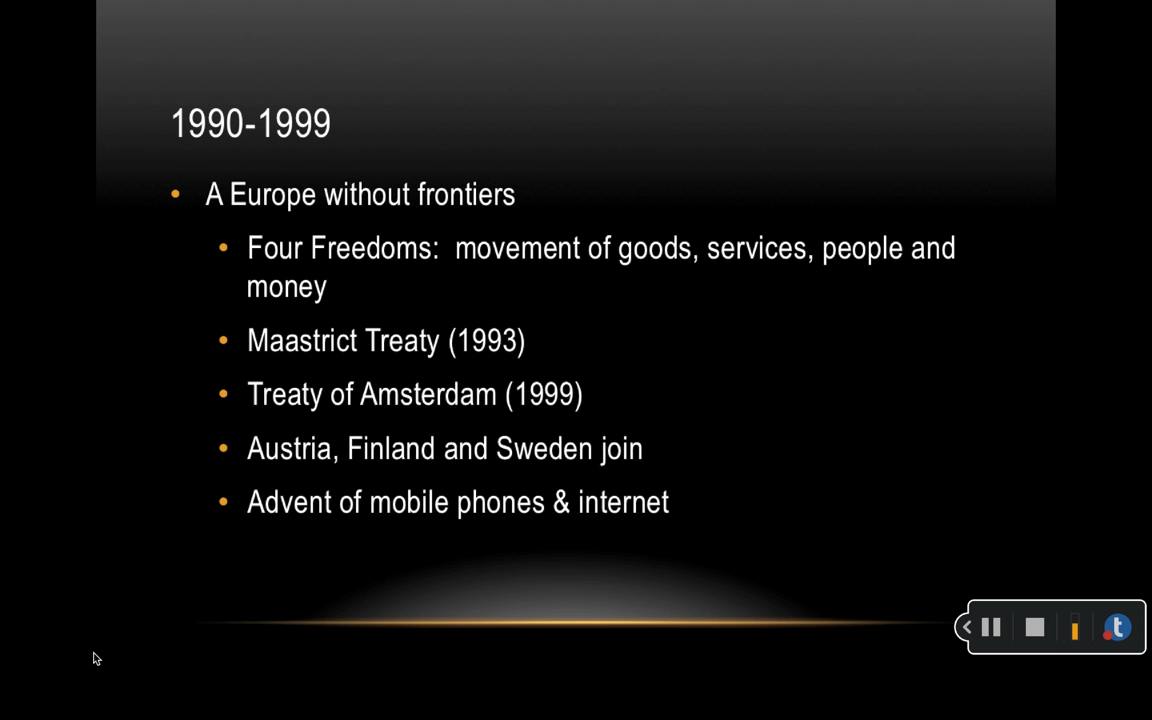 1990-1999
• A Europe without frontiers
• Four Freedoms:  movement of goods, services, people and
money
• Maastrict Treaty (1993)
• Treaty of Amsterdam (1999)
• Austria, Finland and Sweden join
• Advent of mobile phones & internet
t